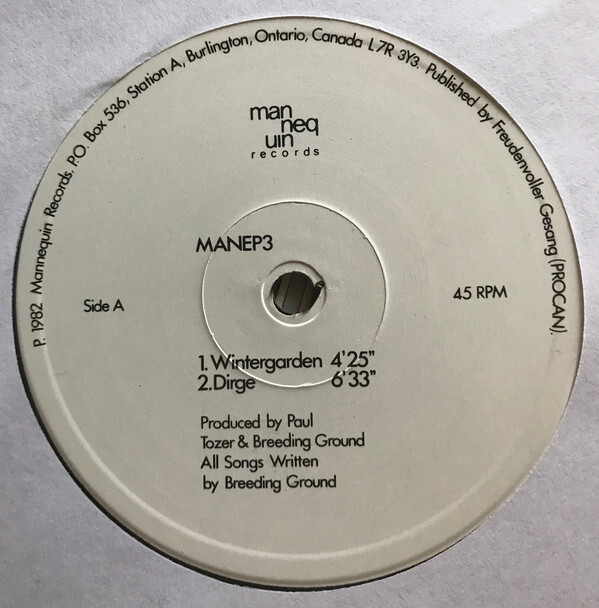 P. 1982 Mannequin Records. P.O. Box 536, Station A, Burlington, Ontario, Canada L7R 3Y3. Published by Freudenvoller Gesang (PROCAN).
man
neq
uin
records
MANEP3
Side A
45 RPM
1. Wintergarden 4'25"
2. Dirge 6'33"
Produced by Paul
Tozer & Breeding Ground
All Songs Written
by Breeding Ground